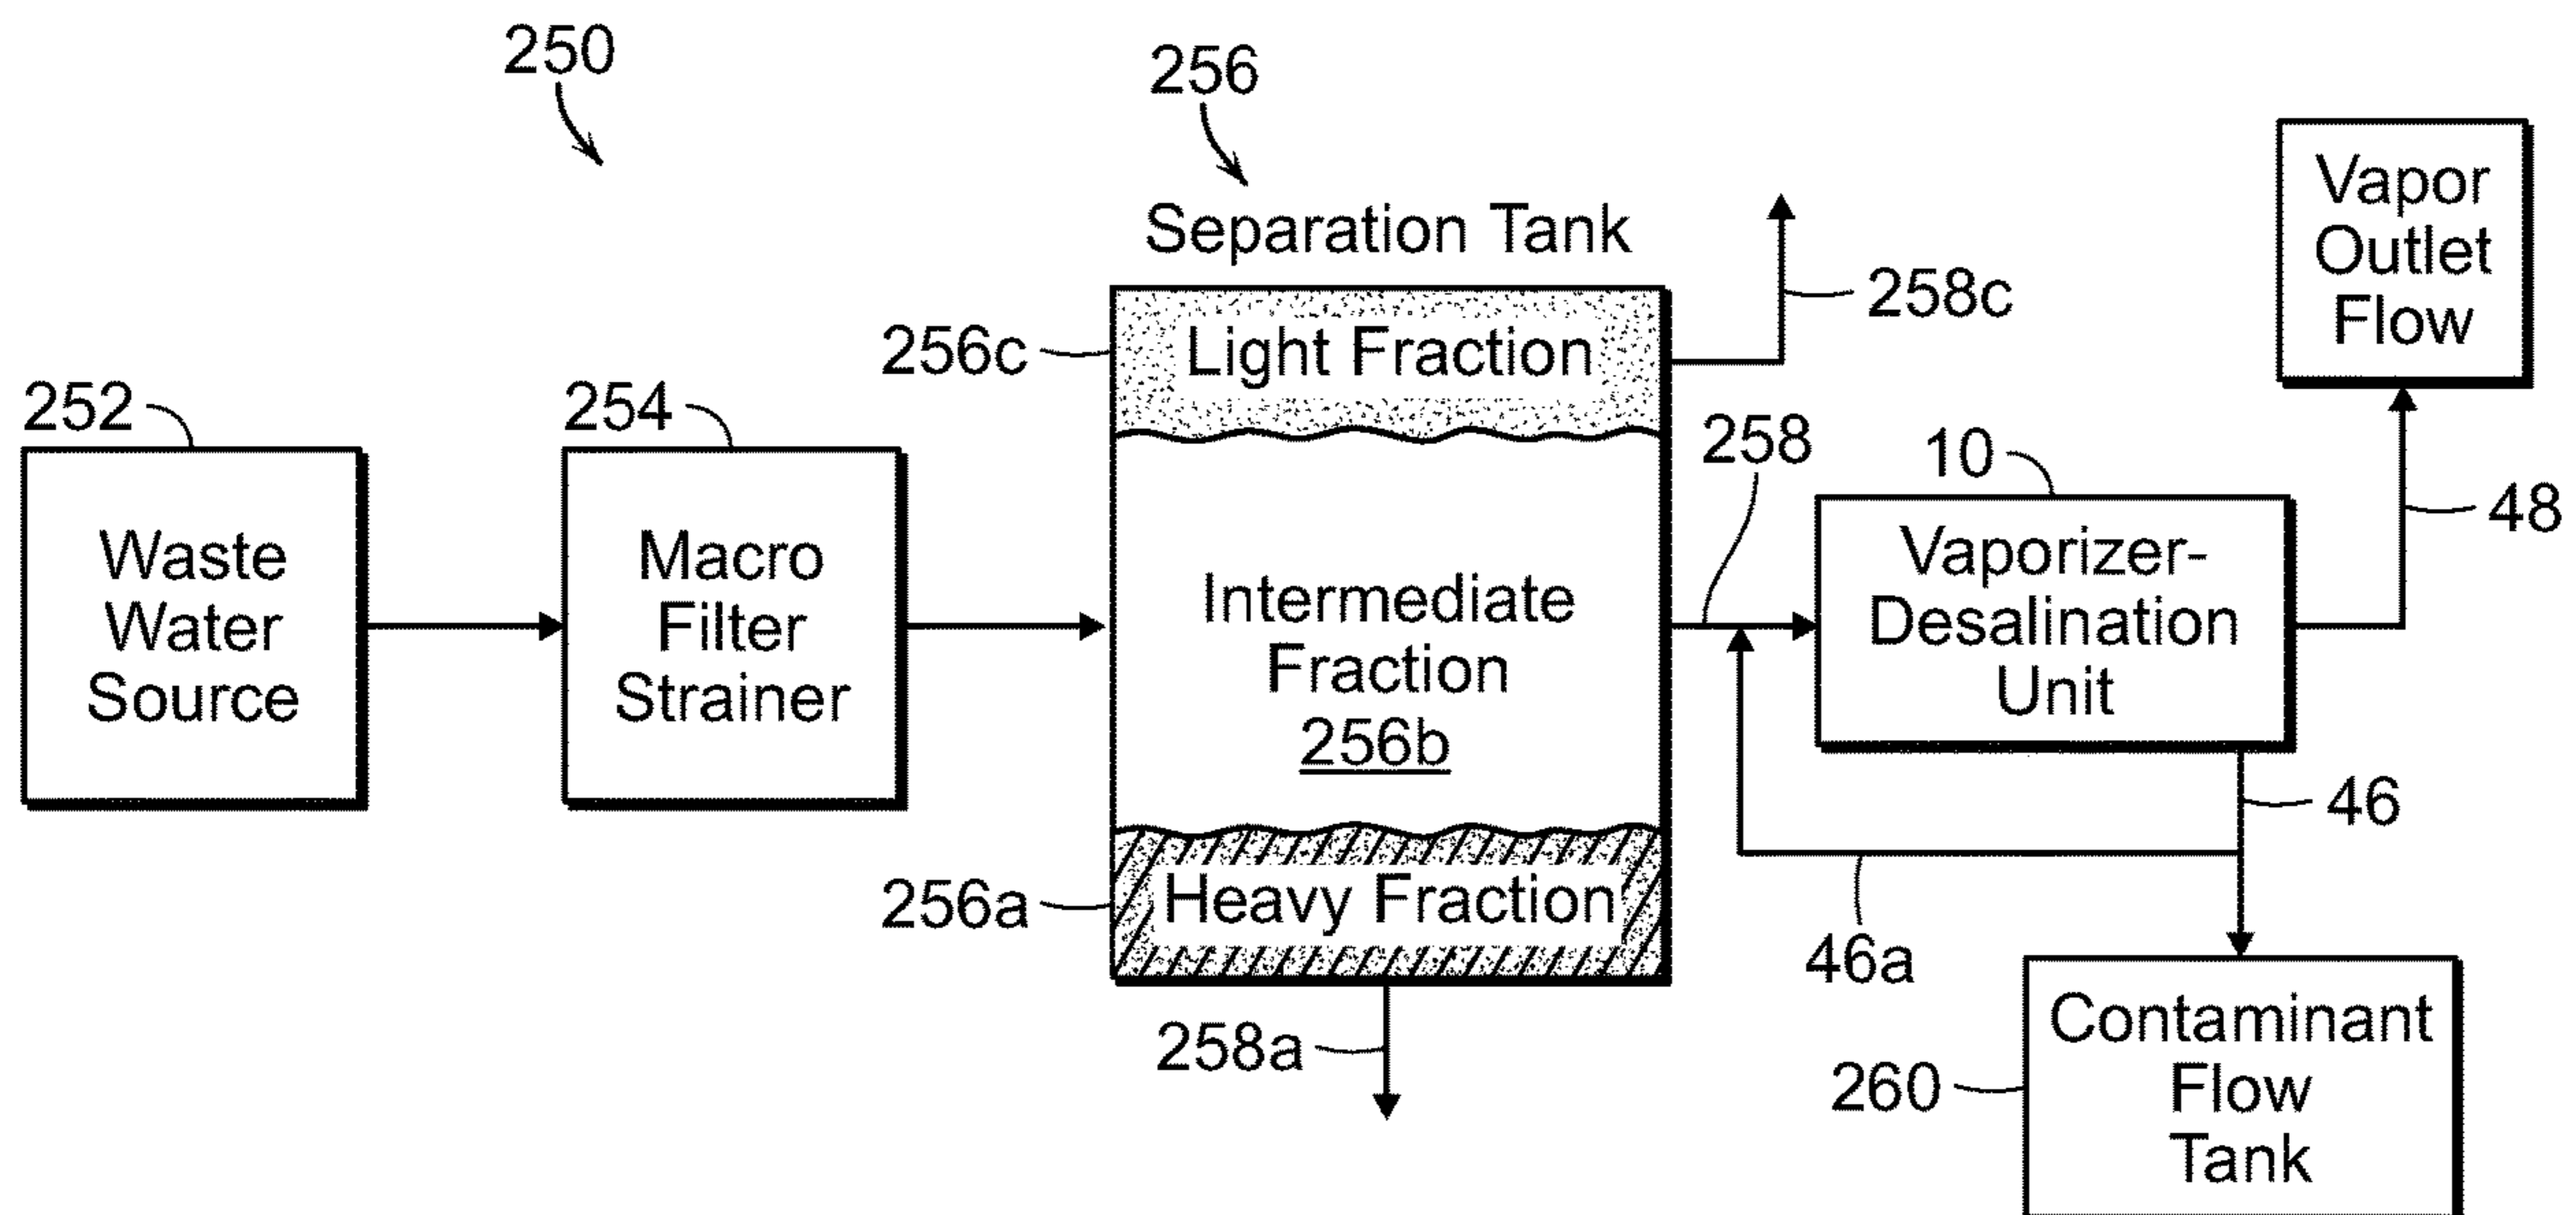 250
256
Separation Tank
Vapor
Outlet
Flow
258c
256c
Light Fraction
252
254
258
10
48
Waste
Water
Source
Macro
Filter
Strainer
Intermediate
Fraction
256b
Vaporizer-
Desalination
Unit
46
256a
Heavy Fraction
46a
258a
260
Contaminant
Flow
Tank